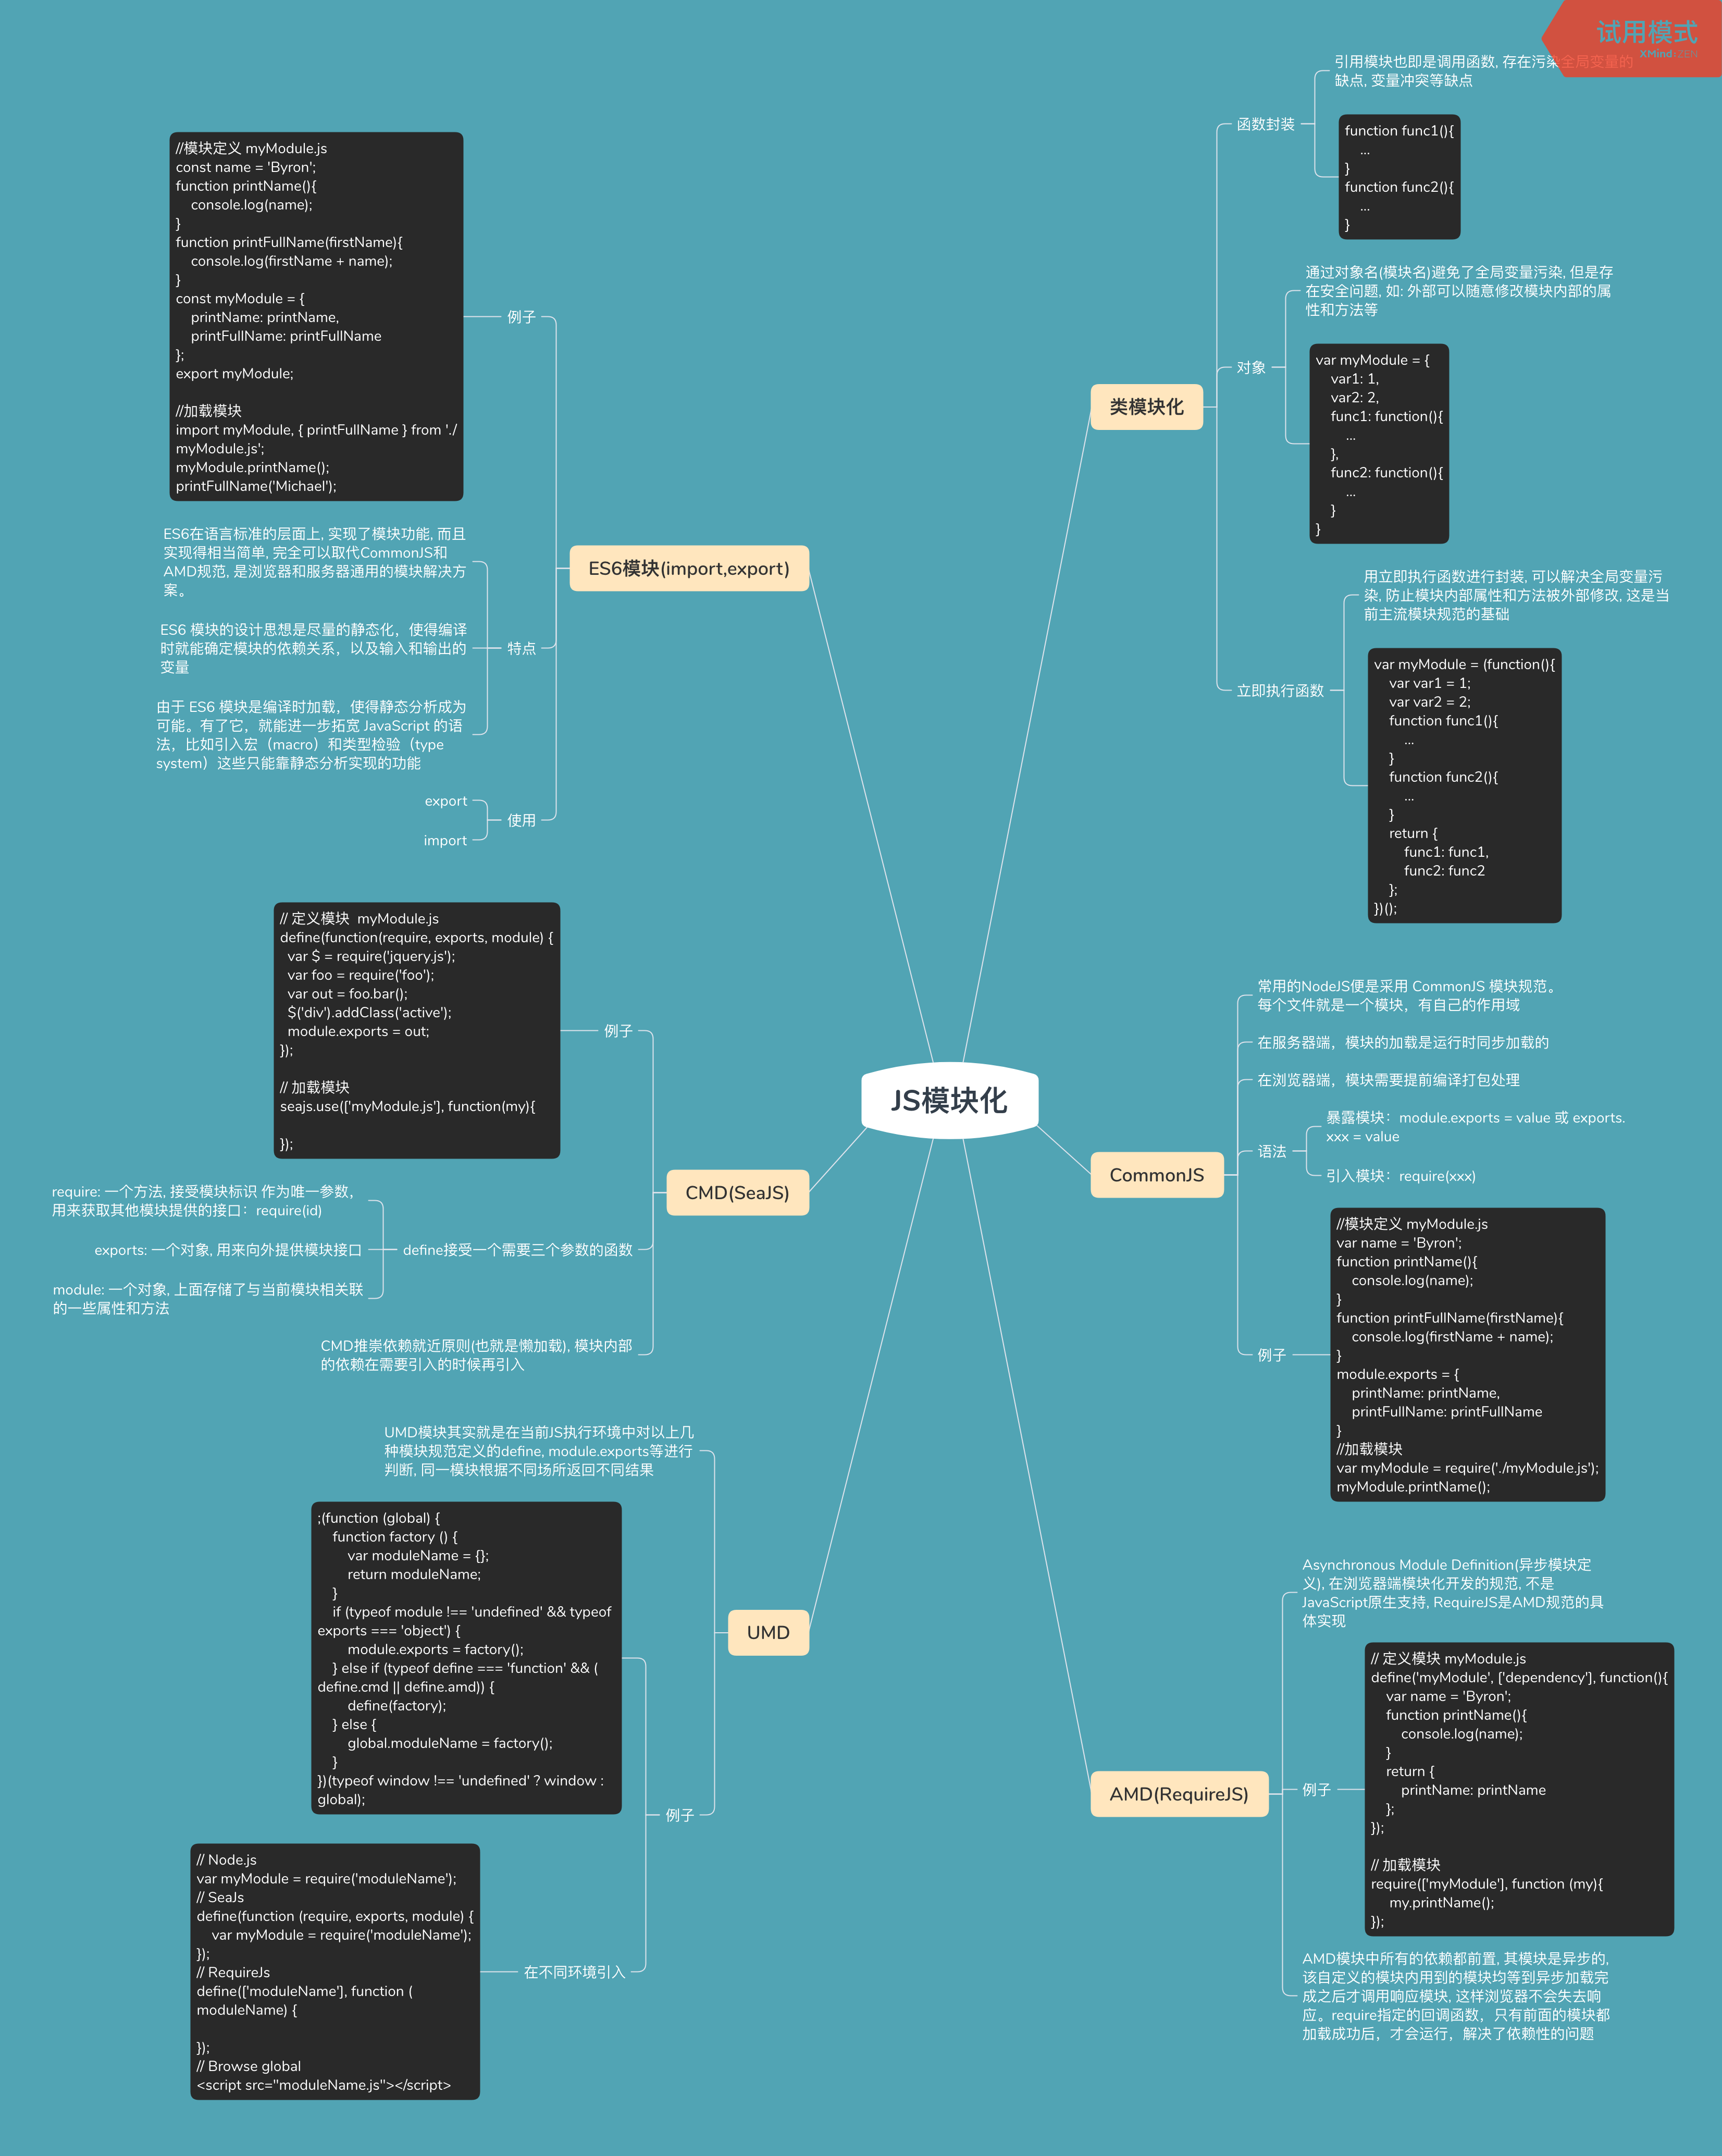 试用模式
XMind:ZEN
JS模块化
类模块化
函数封装
引用模块也即是调用函数, 存在污染全局变量的
缺点, 变量冲突等缺点
function func1(){
...
}
function func2(){
...
}
对象
通过对象名(模块名)避免了全局变量污染, 但是存
在安全问题, 如: 外部可以随意修改模块内部的属
性和方法等
var myModule = {
var1: 1,
var2: 2,
func1: function(){
...
},
func2: function(){
...
}
}
立即执行函数
用立即执行函数进行封装, 可以解决全局变量污
染, 防止模块内部属性和方法被外部修改, 这是当
前主流模块规范的基础
var myModule = (function(){
var var1 = 1;
var var2 = 2;
function func1(){
...
}
function func2(){
...
}
return {
func1: func1,
func2: func2
};
})();
CommonJS
常用的NodeJS便是采用 CommonJS 模块规范。
每个文件就是一个模块，有自己的作用域
在服务器端，模块的加载是运行时同步加载的
在浏览器端，模块需要提前编译打包处理
语法
暴露模块：module.exports = value 或 exports.
xxx = value
引入模块：require(xxx)
例子
//模块定义 myModule.js
var name = 'Byron';
function printName(){
console.log(name);
}
function printFullName(firstName){
console.log(firstName + name);
}
module.exports = {
printName: printName,
printFullName: printFullName
}
//加载模块
var myModule = require('./myModule.js');
myModule.printName();
AMD(RequireJS)
Asynchronous Module Definition(异步模块定
义), 在浏览器端模块化开发的规范, 不是
JavaScript原生支持, RequireJS是AMD规范的具
体实现
例子
// 定义模块 myModule.js
define('myModule', ['dependency'], function(){
var name = 'Byron';
function printName(){
console.log(name);
}
return {
printName: printName
};
});

// 加载模块
require(['myModule'], function (my){
my.printName();
});
AMD模块中所有的依赖都前置, 其模块是异步的,
该自定义的模块内用到的模块均等到异步加载完
成之后才调用响应模块, 这样浏览器不会失去响
应。require指定的回调函数，只有前面的模块都
加载成功后，才会运行，解决了依赖性的问题
ES6模块(import,export)
例子
//模块定义 myModule.js
const name = 'Byron';
function printName(){
console.log(name);
}
function printFullName(firstName){
console.log(firstName + name);
}
const myModule = {
printName: printName,
printFullName: printFullName
};
export myModule;

//加载模块
import myModule, { printFullName } from './
myModule.js';
myModule.printName();
printFullName('Michael');
特点
ES6在语言标准的层面上, 实现了模块功能, 而且
实现得相当简单, 完全可以取代CommonJS和
AMD规范, 是浏览器和服务器通用的模块解决方
案。
ES6 模块的设计思想是尽量的静态化，使得编译
时就能确定模块的依赖关系，以及输入和输出的
变量
由于 ES6 模块是编译时加载，使得静态分析成为
可能。有了它，就能进一步拓宽 JavaScript 的语
法，比如引入宏（macro）和类型检验（type
system）这些只能靠静态分析实现的功能
使用
export
import
CMD(SeaJS)
例子
// 定义模块  myModule.js
define(function(require, exports, module) {
var $ = require('jquery.js');
var foo = require('foo');
var out = foo.bar();
$('div').addClass('active');
module.exports = out;
});

// 加载模块
seajs.use(['myModule.js'], function(my){

});
define接受一个需要三个参数的函数
require: 一个方法, 接受模块标识 作为唯一参数，
用来获取其他模块提供的接口：require(id)
exports: 一个对象, 用来向外提供模块接口
module: 一个对象, 上面存储了与当前模块相关联
的一些属性和方法
CMD推崇依赖就近原则(也就是懒加载), 模块内部
的依赖在需要引入的时候再引入
UMD
UMD模块其实就是在当前JS执行环境中对以上几
种模块规范定义的define, module.exports等进行
判断, 同一模块根据不同场所返回不同结果
例子
;(function (global) {
function factory () {
var moduleName = {};
return moduleName;
}
if (typeof module !== 'undefined' && typeof
exports === 'object') {
module.exports = factory();
} else if (typeof define === 'function' && (
define.cmd || define.amd)) {
define(factory);
} else {
global.moduleName = factory();
}
})(typeof window !== 'undefined' ? window :
global);
在不同环境引入
// Node.js
var myModule = require('moduleName');
// SeaJs
define(function (require, exports, module) {
var myModule = require('moduleName');
});
// RequireJs
define(['moduleName'], function (
moduleName) {

});
// Browse global
<script src="moduleName.js"></script>